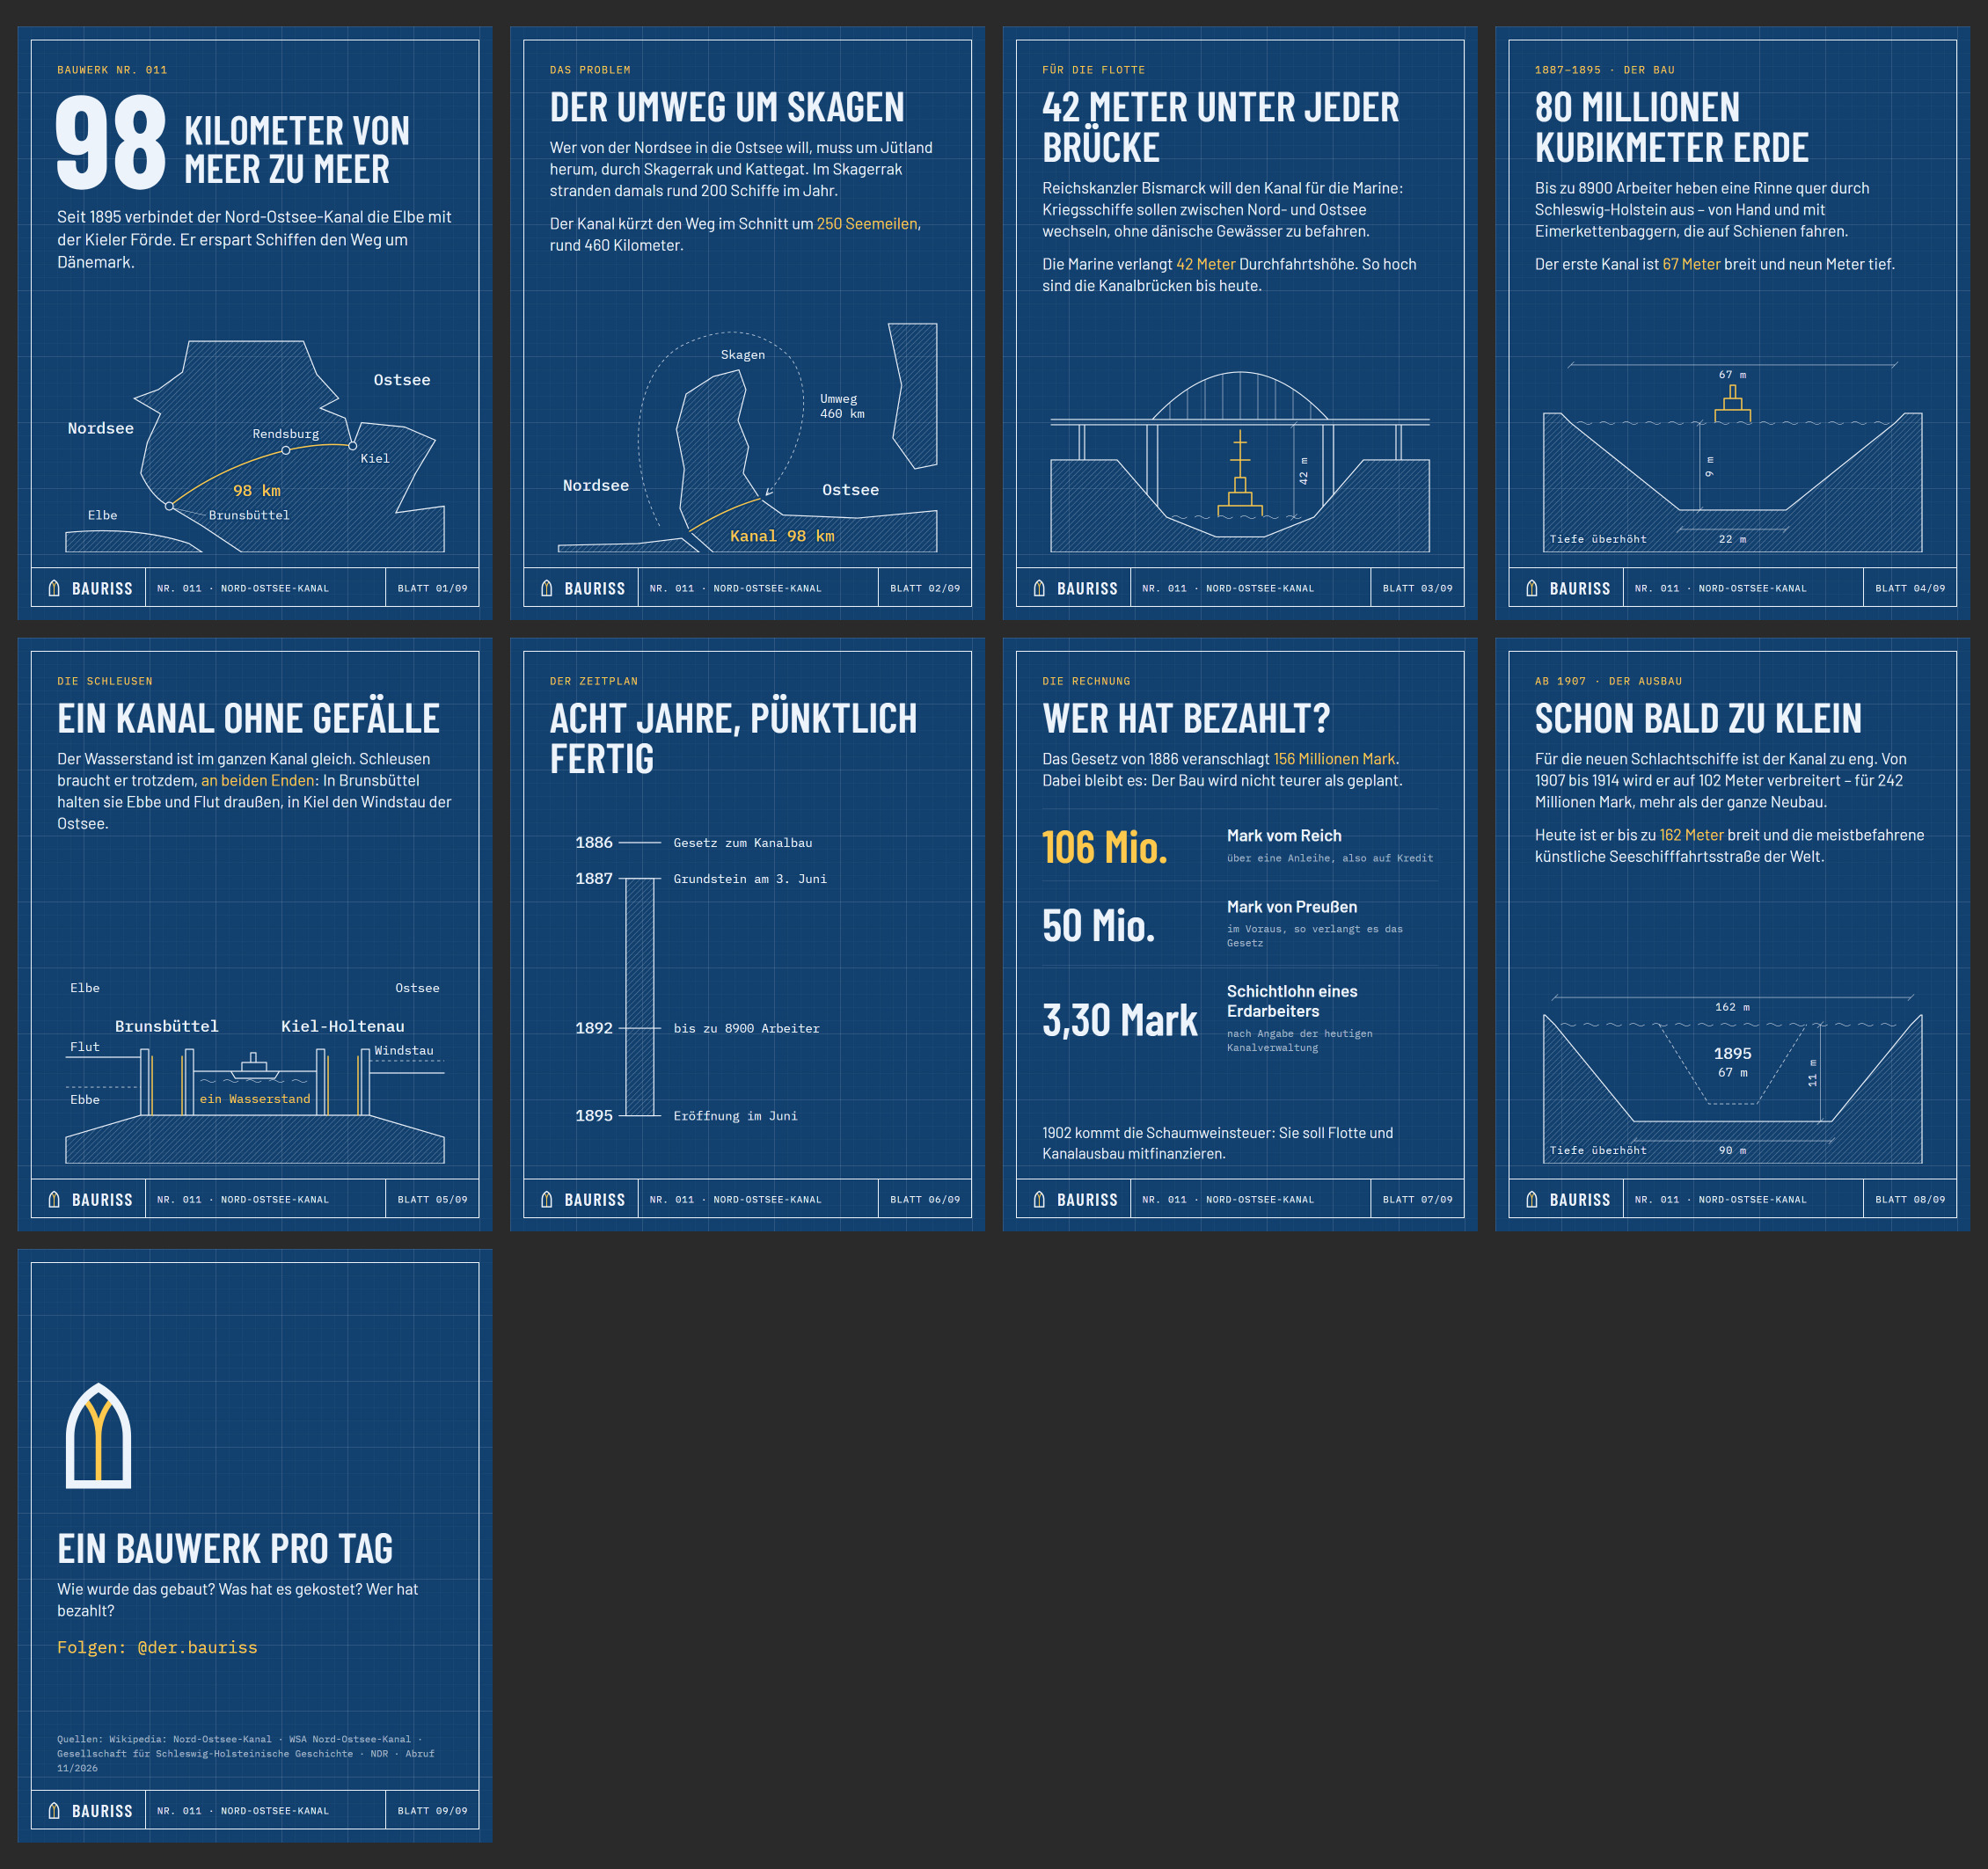 BAUWERK NR. 011
98 KILOMETER VON
MEER ZU MEER
Seit 1895 verbindet der Nord-Ostsee-Kanal die Elbe mit
der Kieler Förde. Er erspart Schiffen den Weg um
Dänemark.
Ostsee
Nordsee
Rendsburg
Kiel
98 km
Elbe
Brunsbüttel
BAURISS
NR. 011 · NORD-OSTSEE-KANAL
BLATT 01/09
DAS PROBLEM
DER UMWEG UM SKAGEN
Wer von der Nordsee in die Ostsee will, muss um Jütland
herum, durch Skagerrak und Kattegat. Im Skagerrak
stranden damals rund 200 Schiffe im Jahr.
Der Kanal kürzt den Weg im Schnitt um 250 Seemeilen,
rund 460 Kilometer.
Skagen
Umweg
460 km
Nordsee
Ostsee
Kanal 98 km
BAURISS
NR. 011 · NORD-OSTSEE-KANAL
BLATT 02/09
FÜR DIE FLOTTE
42 METER UNTER JEDER
BRÜCKE
Reichskanzler Bismarck will den Kanal für die Marine:
Kriegsschiffe sollen zwischen Nord- und Ostsee
wechseln, ohne dänische Gewässer zu befahren.
Die Marine verlangt 42 Meter Durchfahrtshöhe. So hoch
sind die Kanalbrücken bis heute.
42 m
BAURISS
NR. 011 · NORD-OSTSEE-KANAL
BLATT 03/09
1887–1895 · DER BAU
80 MILLIONEN
KUBIKMETER ERDE
Bis zu 8900 Arbeiter heben eine Rinne quer durch
Schleswig-Holstein aus – von Hand und mit
Eimerkettenbaggern, die auf Schienen fahren.
Der erste Kanal ist 67 Meter breit und neun Meter tief.
67 m
9 m
Tiefe überhöht
22 m
BAURISS
NR. 011 · NORD-OSTSEE-KANAL
BLATT 04/09
DIE SCHLEUSEN
EIN KANAL OHNE GEFÄLLE
Der Wasserstand ist im ganzen Kanal gleich. Schleusen
braucht er trotzdem, an beiden Enden: In Brunsbüttel
halten sie Ebbe und Flut draußen, in Kiel den Windstau der
Ostsee.
Elbe
Ostsee
Brunsbüttel
Kiel-Holtenau
Flut
Windstau
Ebbe
ein Wasserstand
BAURISS
NR. 011 · NORD-OSTSEE-KANAL
BLATT 05/09
DER ZEITPLAN
ACHT JAHRE, PÜNKTLICH
FERTIG
1886 Gesetz zum Kanalbau
1887 Grundstein am 3. Juni
1892 bis zu 8900 Arbeiter
1895 Eröffnung im Juni
BAURISS
NR. 011 · NORD-OSTSEE-KANAL
BLATT 06/09
DIE RECHNUNG
WER HAT BEZAHLT?
Das Gesetz von 1886 veranschlagt 156 Millionen Mark.
Dabei bleibt es: Der Bau wird nicht teurer als geplant.
106 Mio.
Mark vom Reich
über eine Anleihe, also auf Kredit
50 Mio.
Mark von Preußen
im Voraus, so verlangt es das
Gesetz
3,30 Mark
Schichtlohn eines
Erdarbeiters
nach Angabe der heutigen
Kanalverwaltung
1902 kommt die Schaumweinsteuer: Sie soll Flotte und
Kanalausbau mitfinanzieren.
BAURISS
NR. 011 · NORD-OSTSEE-KANAL
BLATT 07/09
AB 1907 · DER AUSBAU
SCHON BALD ZU KLEIN
Für die neuen Schlachtschiffe ist der Kanal zu eng. Von
1907 bis 1914 wird er auf 102 Meter verbreitert – für 242
Millionen Mark, mehr als der ganze Neubau.
Heute ist er bis zu 162 Meter breit und die meistbefahrene
künstliche Seeschifffahrtsstraße der Welt.
162 m
1895
67 m
11 m
Tiefe überhöht
90 m
BAURISS
NR. 011 · NORD-OSTSEE-KANAL
BLATT 08/09
EIN BAUWERK PRO TAG
Wie wurde das gebaut? Was hat es gekostet? Wer hat
bezahlt?
Folgen: @der.bauriss
Quellen: Wikipedia: Nord-Ostsee-Kanal · WSA Nord-Ostsee-Kanal ·
Gesellschaft für Schleswig-Holsteinische Geschichte · NDR · Abruf
11/2026
BAURISS
NR. 011 · NORD-OSTSEE-KANAL
BLATT 09/09